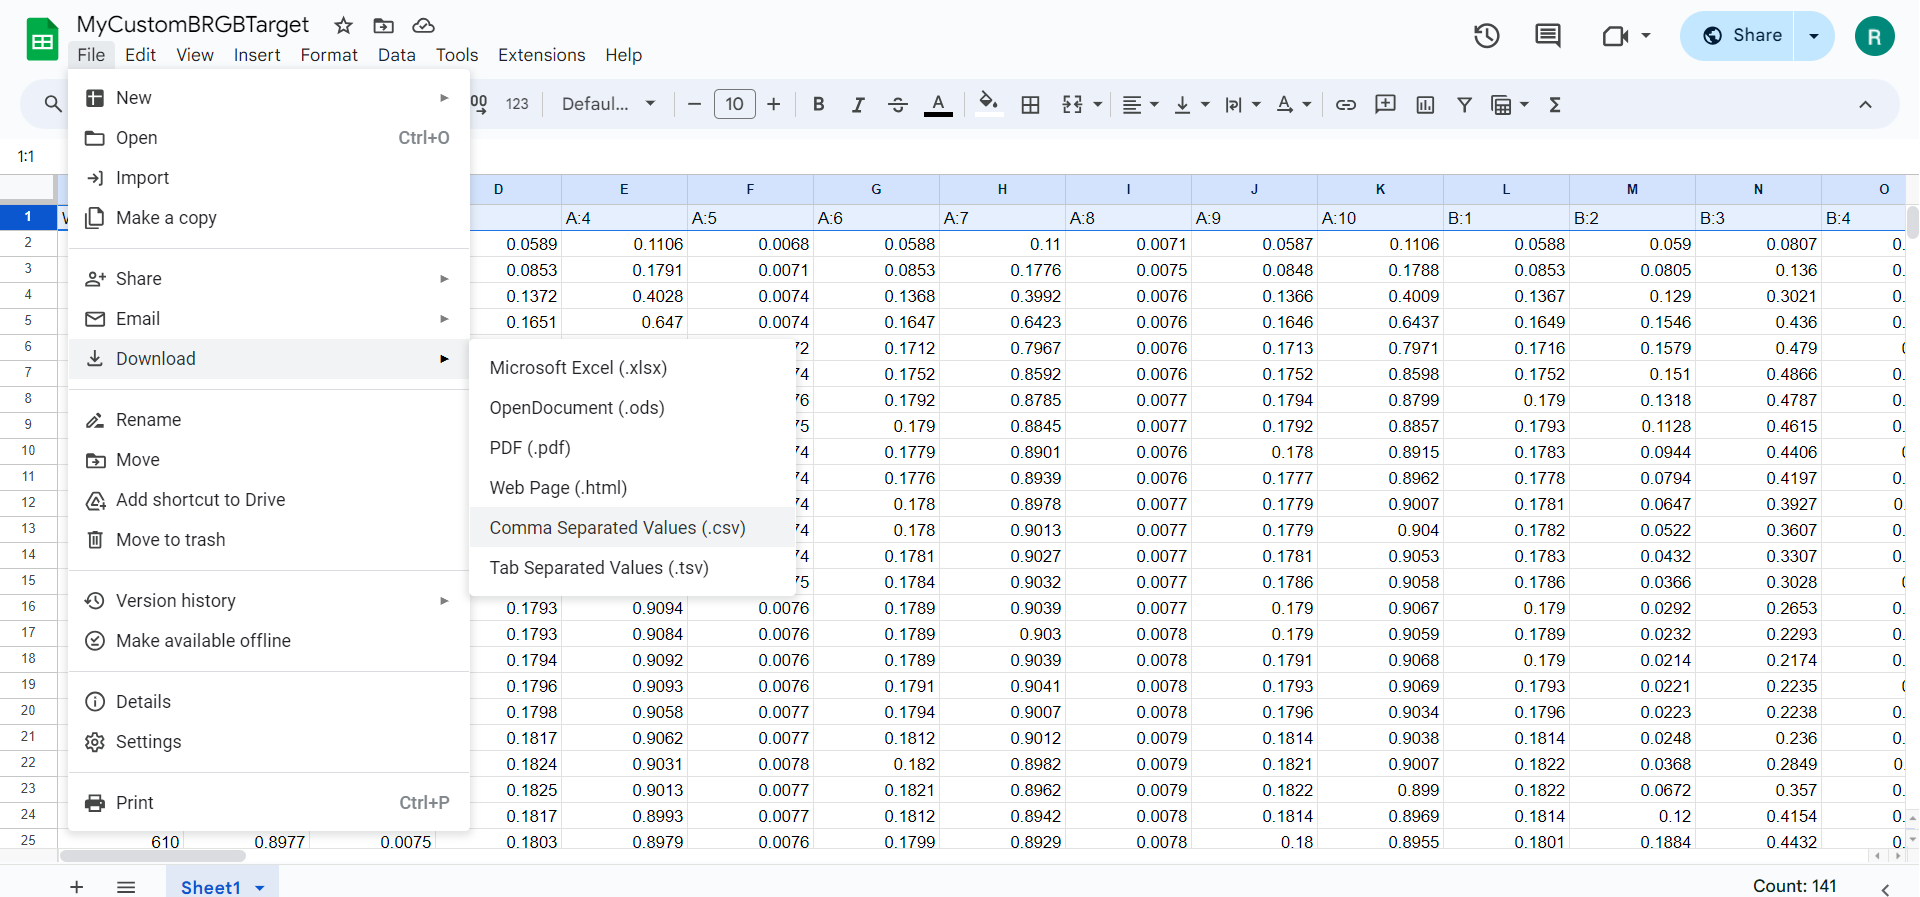 MyCustomBRGBTarget
File Edit View Insert Format Data Tools Extensions Help
Share
R
00 123 Defaul... 10 B I A
1:1
New
Open Ctrl+O
Import
Make a copy
Share
Email
Download
Rename
Move
Add shortcut to Drive
Move to trash
Version history
Make available offline
Details
Settings
Print Ctrl+P
Microsoft Excel (.xlsx)
OpenDocument (.ods)
PDF (.pdf)
Web Page (.html)
Comma Separated Values (.csv)
Tab Separated Values (.tsv)
D E F G H I J K L M N O
1 A:4 A:5 A:6 A:7 A:8 A:9 A:10 B:1 B:2 B:3 B:4
2 0.0589 0.1106 0.0068 0.0588 0.11 0.0071 0.0587 0.1106 0.0588 0.059 0.0807 0.
3 0.0853 0.1791 0.0071 0.0853 0.1776 0.0075 0.0848 0.1788 0.0853 0.0805 0.136 0.
4 0.1372 0.4028 0.0074 0.1368 0.3992 0.0076 0.1366 0.4009 0.1367 0.129 0.3021 0.
5 0.1651 0.647 0.0074 0.1647 0.6423 0.0076 0.1646 0.6437 0.1649 0.1546 0.436 0.
6 72 0.1712 0.7967 0.0076 0.1713 0.7971 0.1716 0.1579 0.479
7 74 0.1752 0.8592 0.0076 0.1752 0.8598 0.1752 0.151 0.4866 0.
8 76 0.1792 0.8785 0.0077 0.1794 0.8799 0.179 0.1318 0.4787 0.
9 75 0.179 0.8845 0.0077 0.1792 0.8857 0.1793 0.1128 0.4615 0.
10 74 0.1779 0.8901 0.0076 0.178 0.8915 0.1783 0.0944 0.4406
11 74 0.1776 0.8939 0.0076 0.1777 0.8962 0.1778 0.0794 0.4197 0.
12 74 0.178 0.8978 0.0077 0.1779 0.9007 0.1781 0.0647 0.3927 0.
13 74 0.178 0.9013 0.0077 0.1779 0.904 0.1782 0.0522 0.3607 0.
14 74 0.1781 0.9027 0.0077 0.1781 0.9053 0.1783 0.0432 0.3307 0.
15 75 0.1784 0.9032 0.0077 0.1786 0.9058 0.1786 0.0366 0.3028
16 0.1793 0.9094 0.0076 0.1789 0.9039 0.0077 0.179 0.9067 0.179 0.0292 0.2653 0.
17 0.1793 0.9084 0.0076 0.1789 0.903 0.0078 0.179 0.9059 0.1789 0.0232 0.2293 0.
18 0.1794 0.9092 0.0076 0.1789 0.9039 0.0078 0.1791 0.9068 0.179 0.0214 0.2174 0.
19 0.1796 0.9093 0.0076 0.1791 0.9041 0.0078 0.1793 0.9069 0.1793 0.0221 0.2235
20 0.1798 0.9058 0.0077 0.1794 0.9007 0.0078 0.1796 0.9034 0.1796 0.0223 0.2238 0.
21 0.1817 0.9062 0.0077 0.1812 0.9012 0.0079 0.1814 0.9038 0.1814 0.0248 0.236 0.
22 0.1824 0.9031 0.0078 0.182 0.8982 0.0079 0.1821 0.9007 0.1822 0.0368 0.2849 0.
23 0.1825 0.9013 0.0077 0.1821 0.8962 0.0079 0.1822 0.899 0.1822 0.0672 0.357 0.
24 0.1817 0.8993 0.0077 0.1812 0.8942 0.0078 0.1814 0.8969 0.1814 0.12 0.4154 0.
25 610 0.8977 0.0075 0.1803 0.8979 0.0076 0.1799 0.8929 0.0078 0.18 0.8955 0.1801 0.1884 0.4432 0.
Sheet1
Count: 141